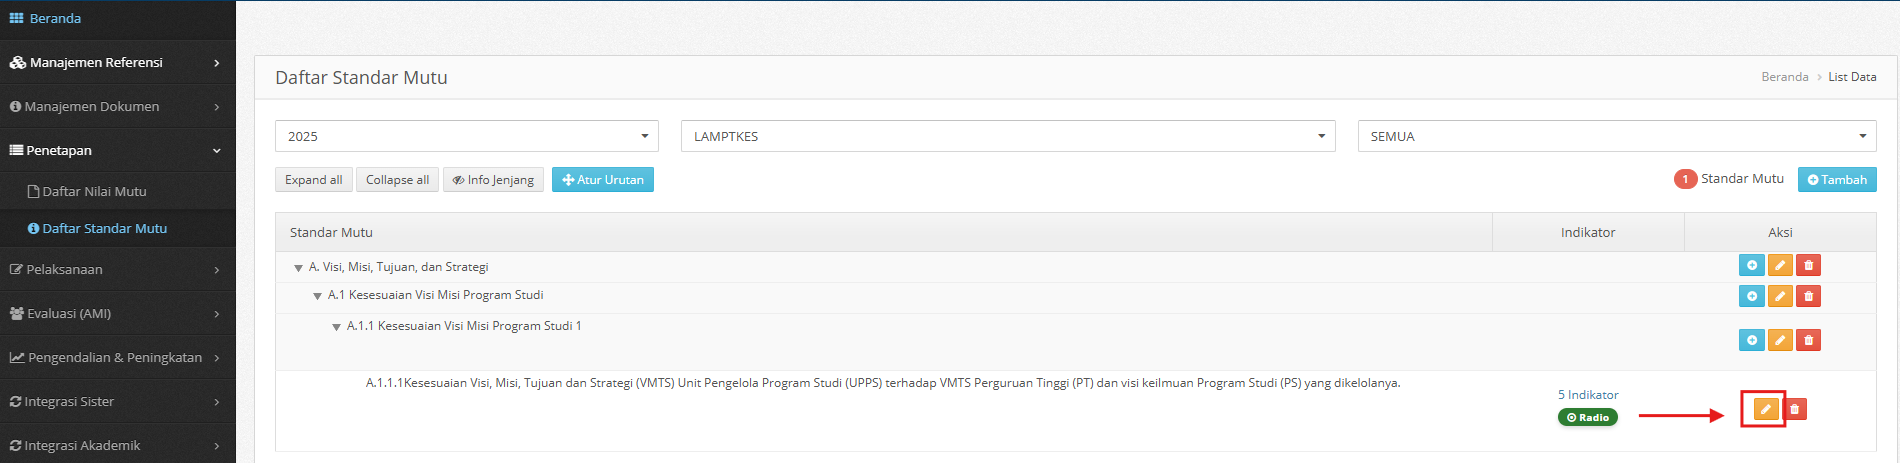 Beranda
Manajemen Referensi
Manajemen Dokumen
Penetapan
Daftar Nilai Mutu
Daftar Standar Mutu
Pelaksanaan
Evaluasi (AMI)
Pengendalian & Peningkatan
Integrasi Sister
Integrasi Akademik
Daftar Standar Mutu
Beranda > List Data
2025
LAMPTKES
SEMUA
Expand all
Collapse all
Info Jenjang
Atur Urutan
1 Standar Mutu
Tambah
Standar Mutu
Indikator
Aksi
A. Visi, Misi, Tujuan, dan Strategi
A.1 Kesesuaian Visi Misi Program Studi
A.1.1 Kesesuaian Visi Misi Program Studi 1
A.1.1.1Kesesuaian Visi, Misi, Tujuan dan Strategi (VMTS) Unit Pengelola Program Studi (UPPS) terhadap VMTS Perguruan Tinggi (PT) dan visi keilmuan Program Studi (PS) yang dikelolanya.
5 Indikator
Radio